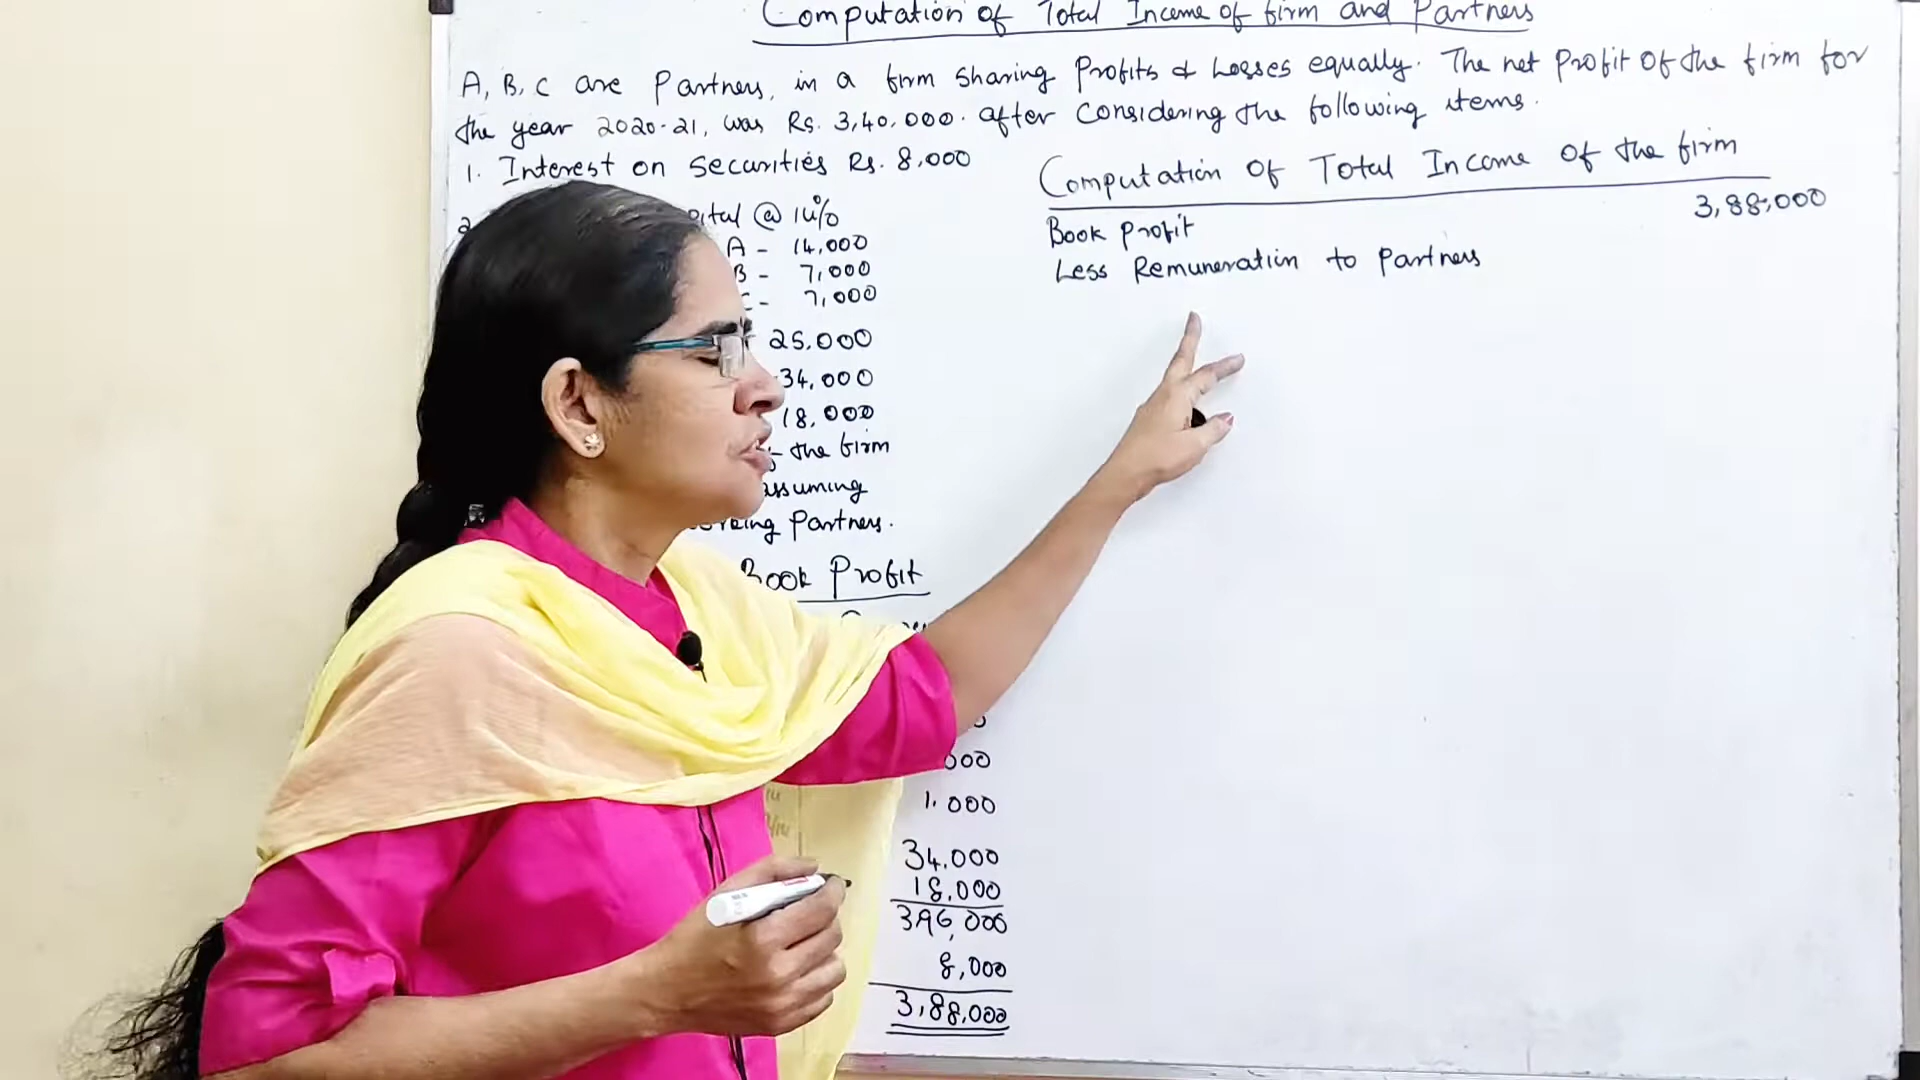 Computation of Total Income of firm and Partners
A, B, C are Partners, in a firm sharing Profits & Losses equally. The net Profit of the firm for
the year 2020-21, was Rs. 3,40,000. after Considering the following items.
1. Interest on securities Rs. 8,000
2 @ 14%
A - 14,000
B - 7,000
- 7,000
25,000
34,000
18,000
the firm
assuming
Partners.
Book Profit
000
1,000
34,000
18,000
3,96,000
8,000
3,88,000
Computation of Total Income of the firm
Book Profit 3,88,000
Less Remuneration to Partners